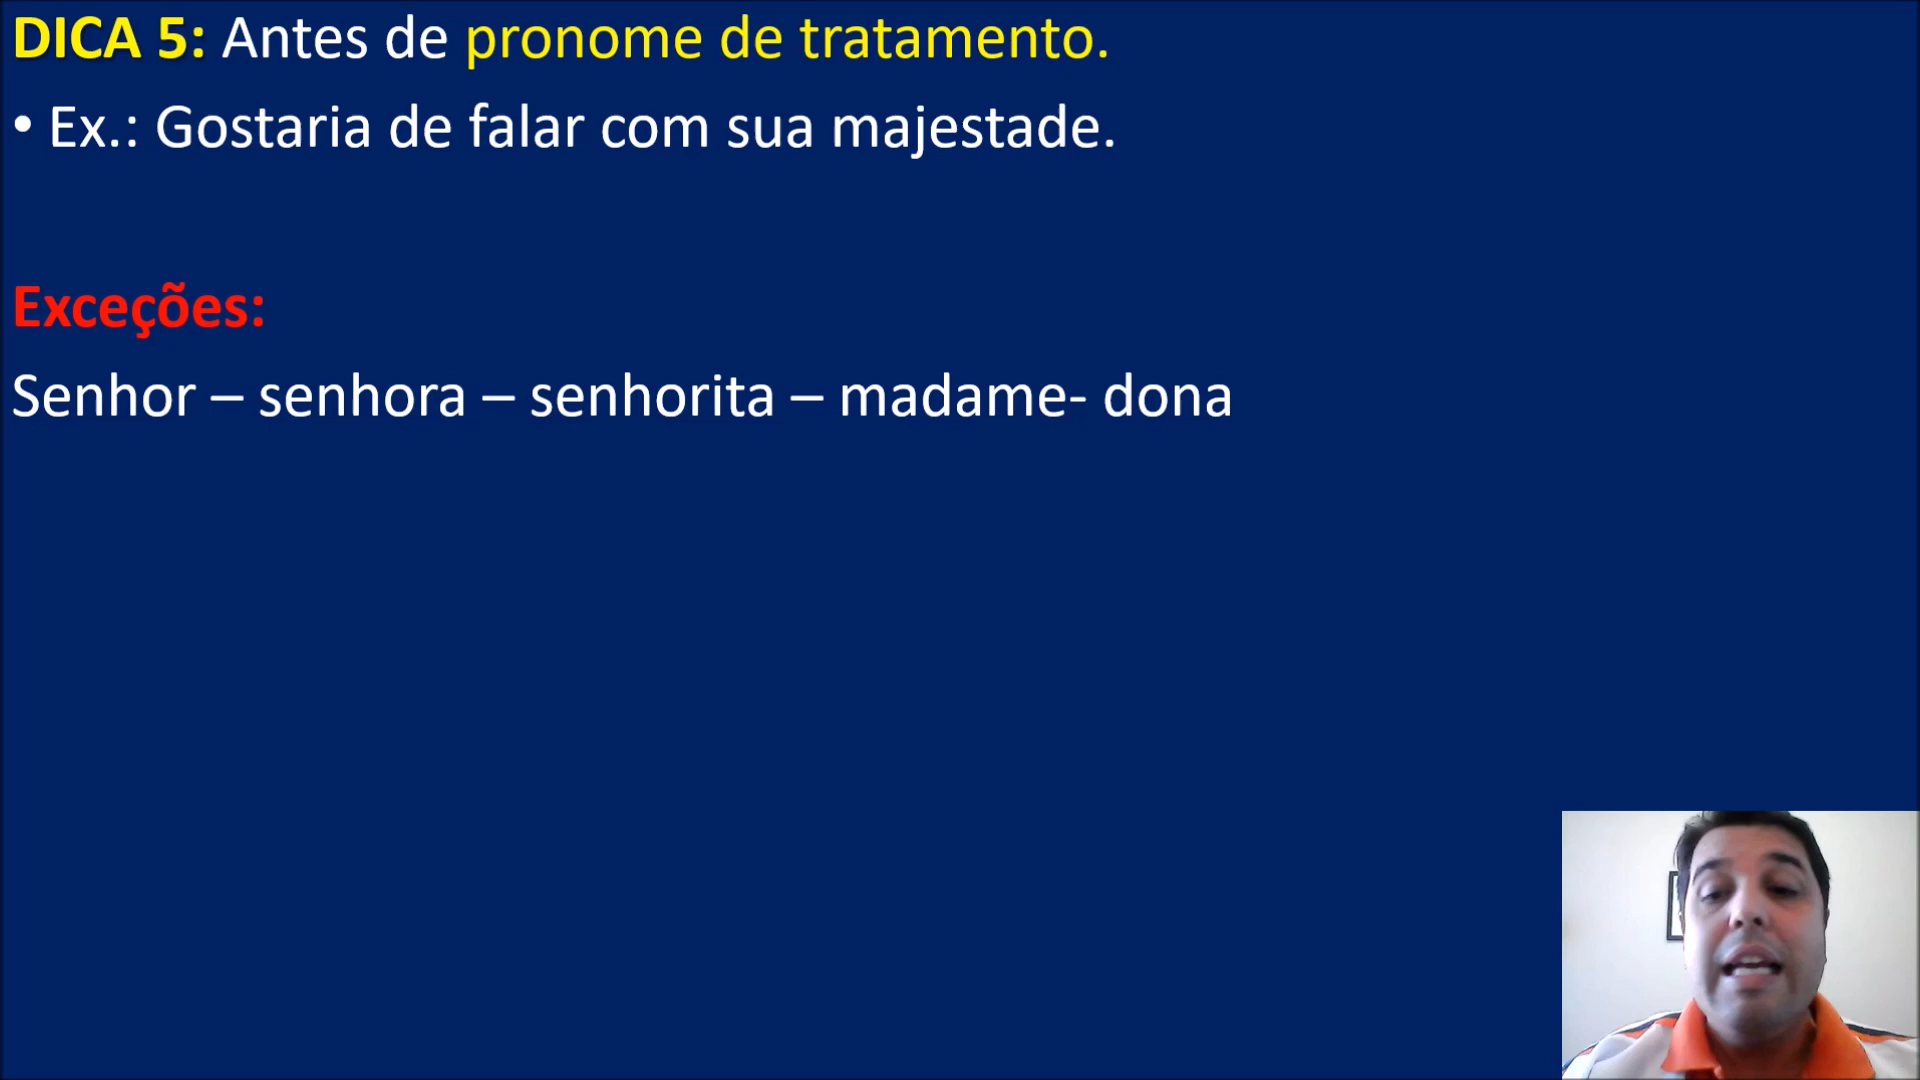 DICA 5: Antes de pronome de tratamento.
• Ex.: Gostaria de falar com sua majestade.
Exceções:
Senhor – senhora – senhorita – madame- dona